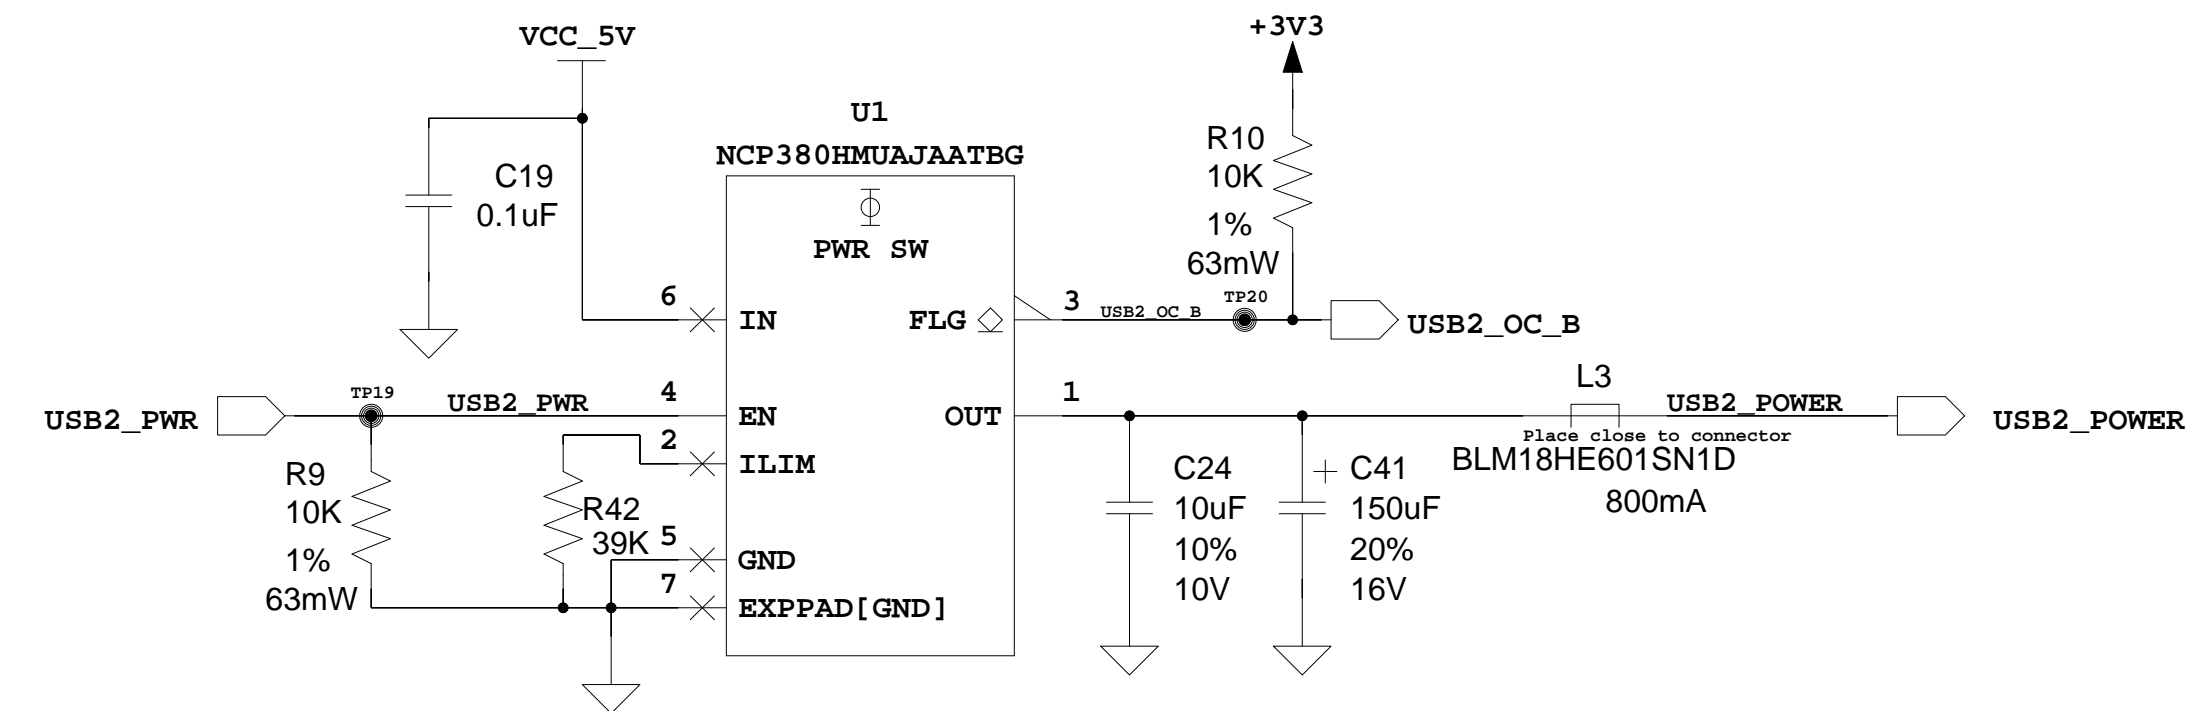 VCC_5V
+3V3
U1
NCP380HMUAJAATBG
C19
0.1uF
PWR SW
R10
10K
1%
63mW
6
IN
FLG
3
USB2_OC_B
TP20
USB2_OC_B
USB2_PWR
TP19
USB2_PWR
4
EN
OUT
1
L3
USB2_POWER
USB2_POWER
Place close to connector
BLM18HE601SN1D
800mA
2
ILIM
R9
10K
1%
63mW
R42
39K
5
GND
7
EXPPAD[GND]
C24
10uF
10%
10V
+
C41
150uF
20%
16V